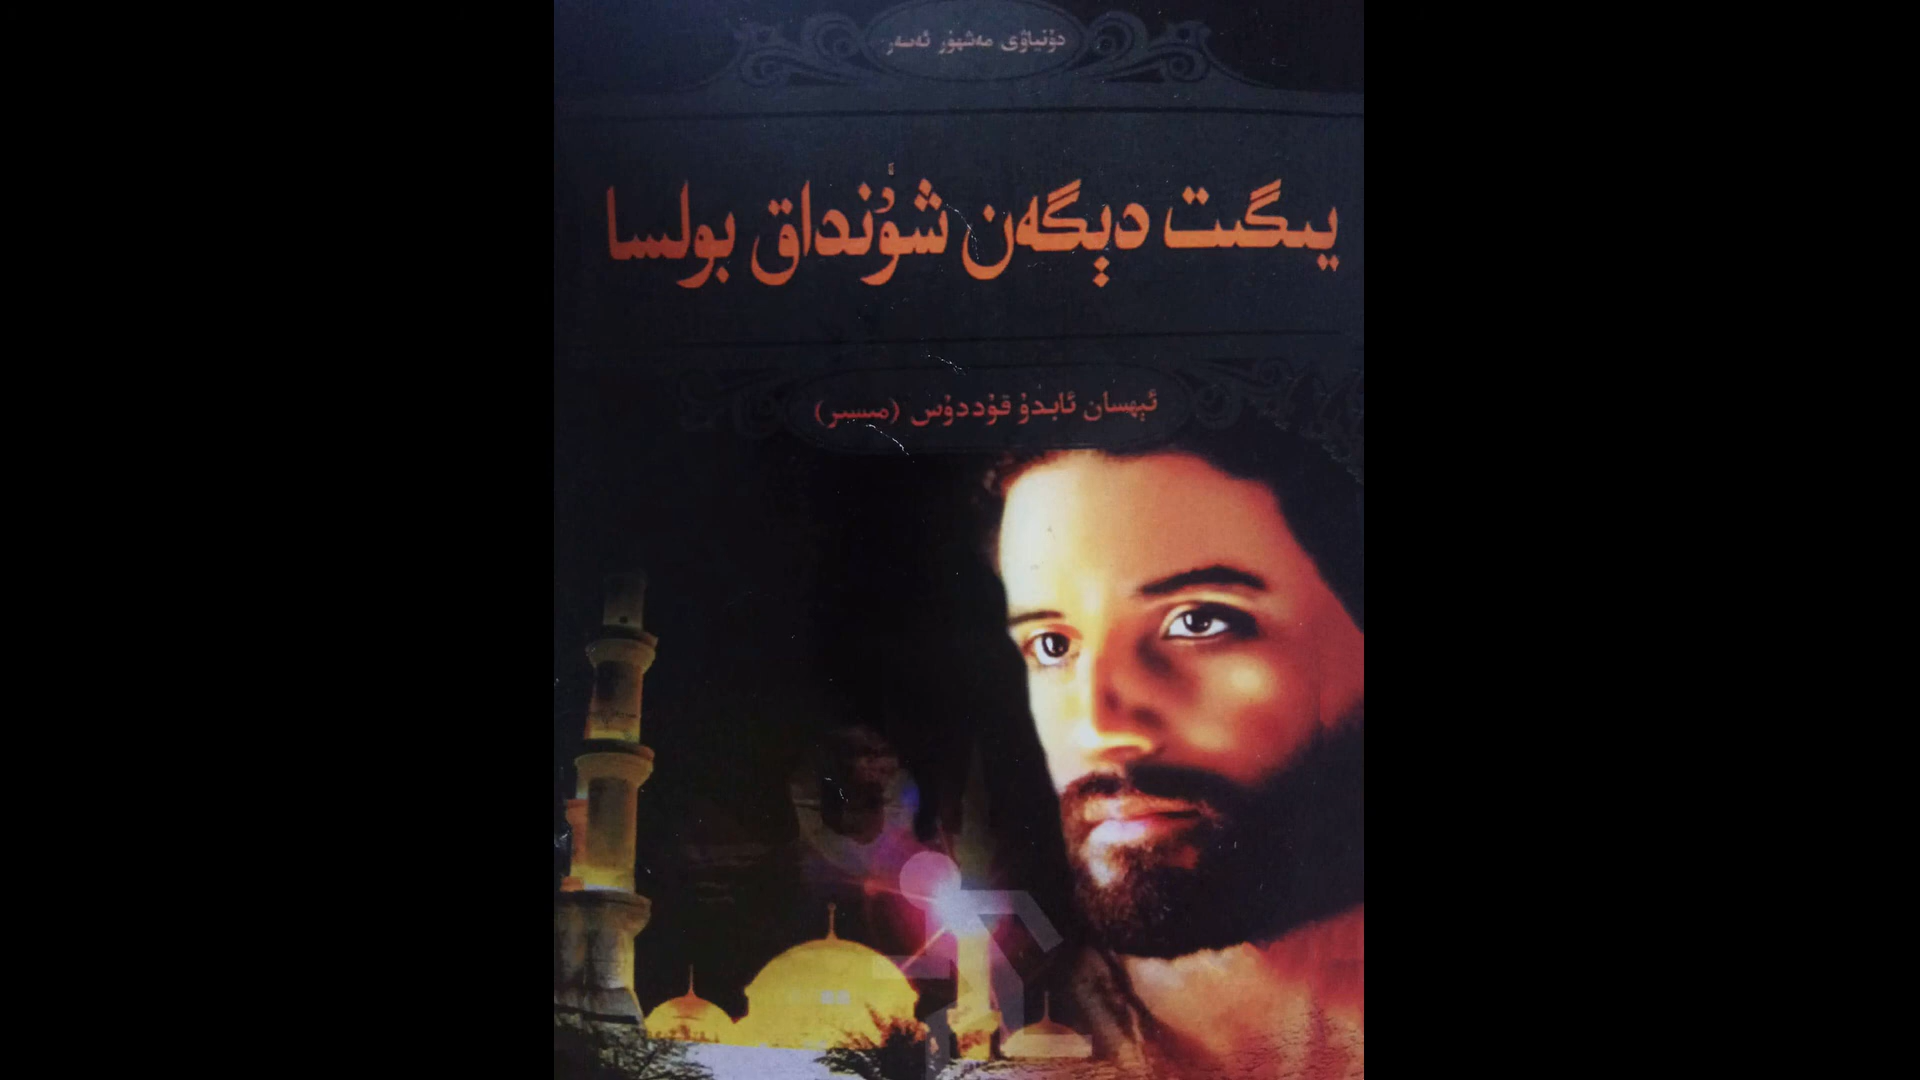 دۇنياۋى مەشھۇر ئەسەر
يىگىت دېگەن شۇنداق بولسا
ئېھسان ئابدۇ قۇددۇس (مىسىر)